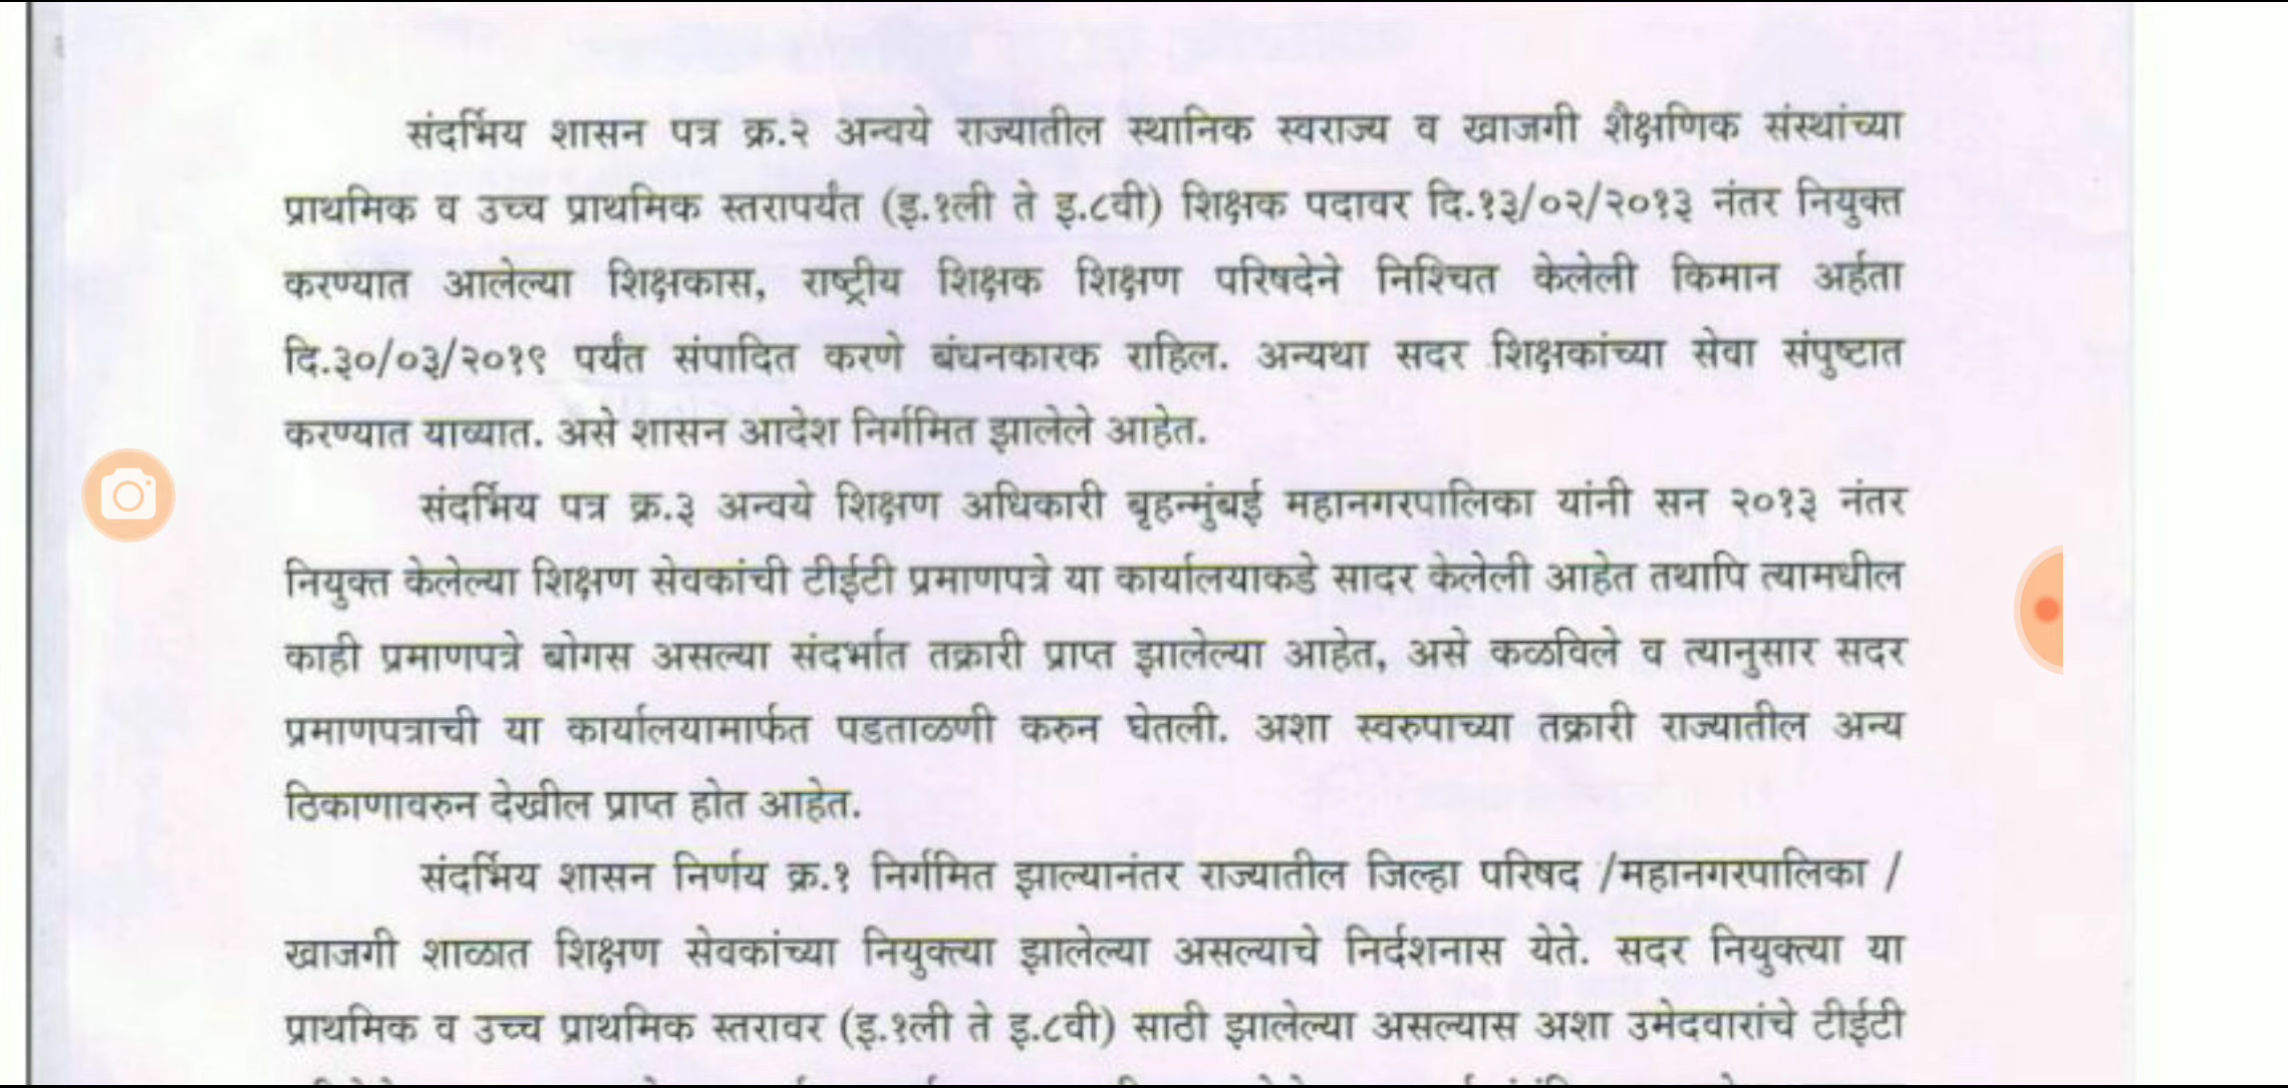 संदर्भिय शासन पत्र क्र.२ अन्वये राज्यातील स्थानिक स्वराज्य व खाजगी शैक्षणिक संस्थांच्या
प्राथमिक व उच्च प्राथमिक स्तरापर्यंत (इ.१ली ते इ.८वी) शिक्षक पदावर दि.१३/०२/२०१३ नंतर नियुक्त
करण्यात आलेल्या शिक्षकास, राष्ट्रीय शिक्षक शिक्षण परिषदेने निश्चित केलेली किमान अर्हता
दि.३०/०३/२०१९ पर्यंत संपादित करणे बंधनकारक राहिल. अन्यथा सदर शिक्षकांच्या सेवा संपुष्टात
करण्यात याव्यात. असे शासन आदेश निर्गमित झालेले आहेत.
संदर्भिय पत्र क्र.३ अन्वये शिक्षण अधिकारी बृहन्मुंबई महानगरपालिका यांनी सन २०१३ नंतर
नियुक्त केलेल्या शिक्षण सेवकांची टीईटी प्रमाणपत्रे या कार्यालयाकडे सादर केलेली आहेत तथापि त्यामधील
काही प्रमाणपत्रे बोगस असल्या संदर्भात तक्रारी प्राप्त झालेल्या आहेत, असे कळविले व त्यानुसार सदर
प्रमाणपत्राची या कार्यालयामार्फत पडताळणी करुन घेतली. अशा स्वरुपाच्या तक्रारी राज्यातील अन्य
ठिकाणावरुन देखील प्राप्त होत आहेत.
संदर्भिय शासन निर्णय क्र.१ निर्गमित झाल्यानंतर राज्यातील जिल्हा परिषद /महानगरपालिका /
खाजगी शाळात शिक्षण सेवकांच्या नियुक्त्या झालेल्या असल्याचे निर्दशनास येते. सदर नियुक्त्या या
प्राथमिक व उच्च प्राथमिक स्तरावर (इ.१ली ते इ.८वी) साठी झालेल्या असल्यास अशा उमेदवारांचे टीईटी